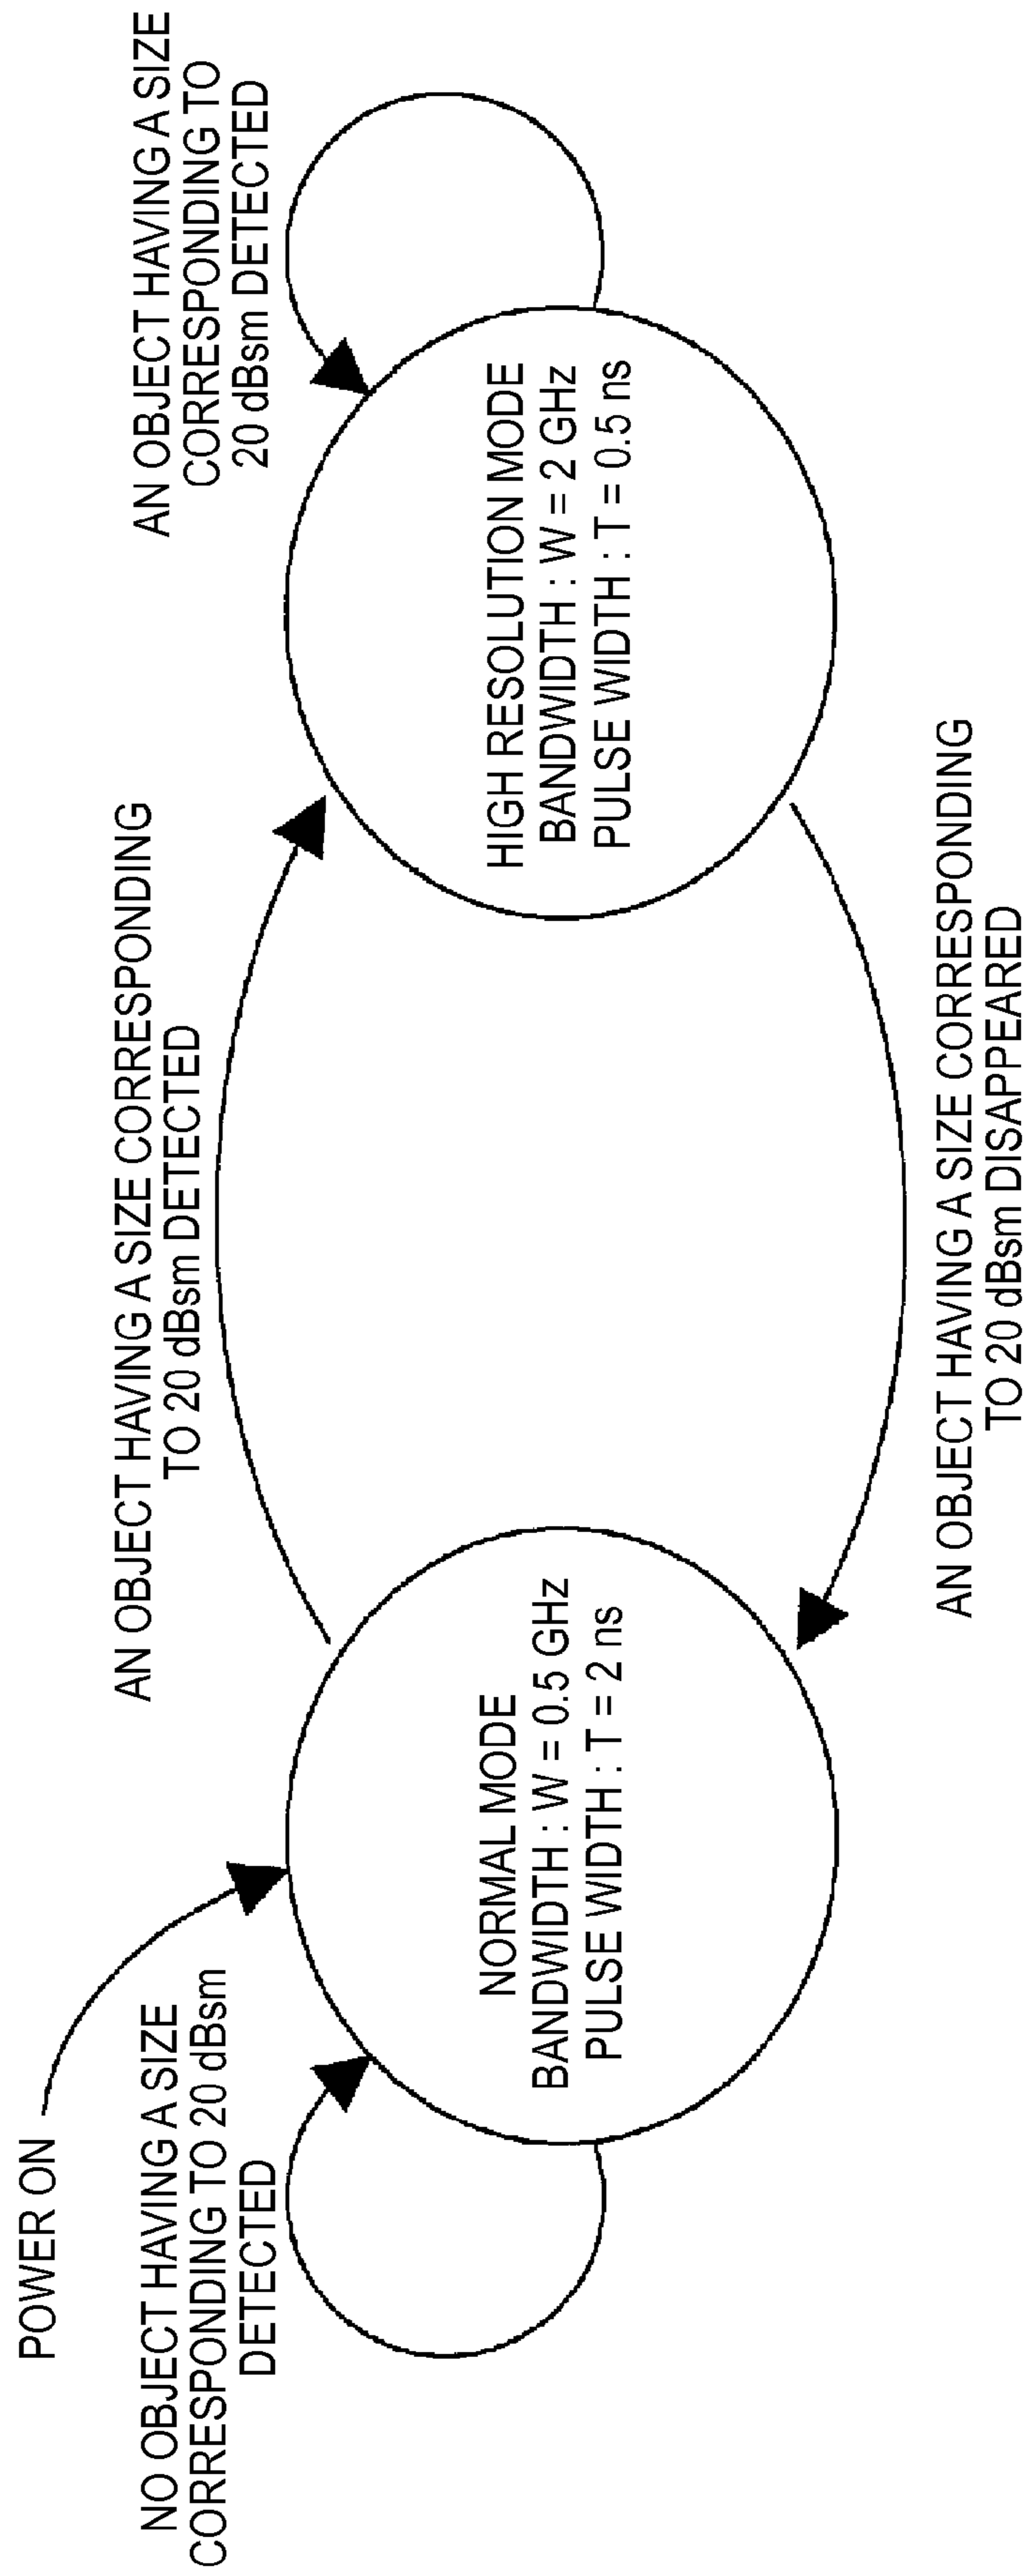 POWER ON
NO OBJECT HAVING A SIZE
CORRESPONDING TO 20 dBsm
DETECTED
NORMAL MODE
BANDWIDTH : W = 0.5 GHz
PULSE WIDTH : T = 2 ns
AN OBJECT HAVING A SIZE CORRESPONDING
TO 20 dBsm DETECTED
AN OBJECT HAVING A SIZE CORRESPONDING
TO 20 dBsm DISAPPEARED
HIGH RESOLUTION MODE
BANDWIDTH : W = 2 GHz
PULSE WIDTH : T = 0.5 ns
AN OBJECT HAVING A SIZE
CORRESPONDING TO
20 dBsm DETECTED